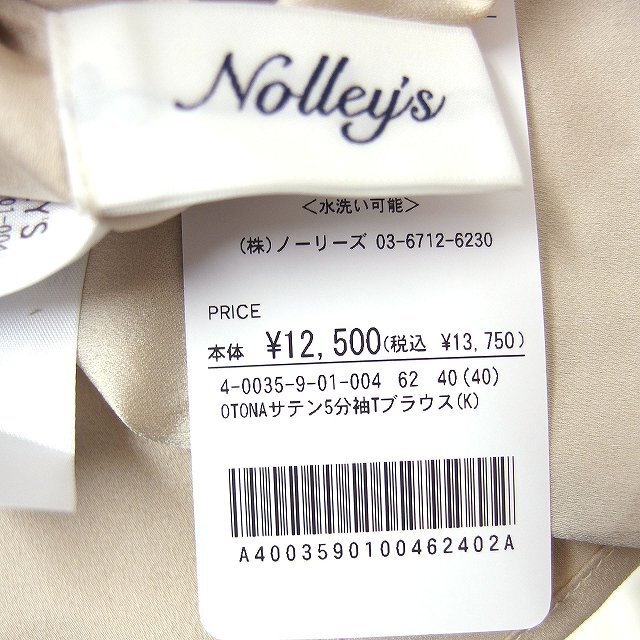 Nolley's
<水洗い可能>
(株)ノーリーズ 03-6712-6230
PRICE
本体 ¥12,500(税込 ¥13,750)
4-0035-9-01-004 62 40(40)
OTONAサテン5分袖Tブラウス(K)
A4003590100462402A